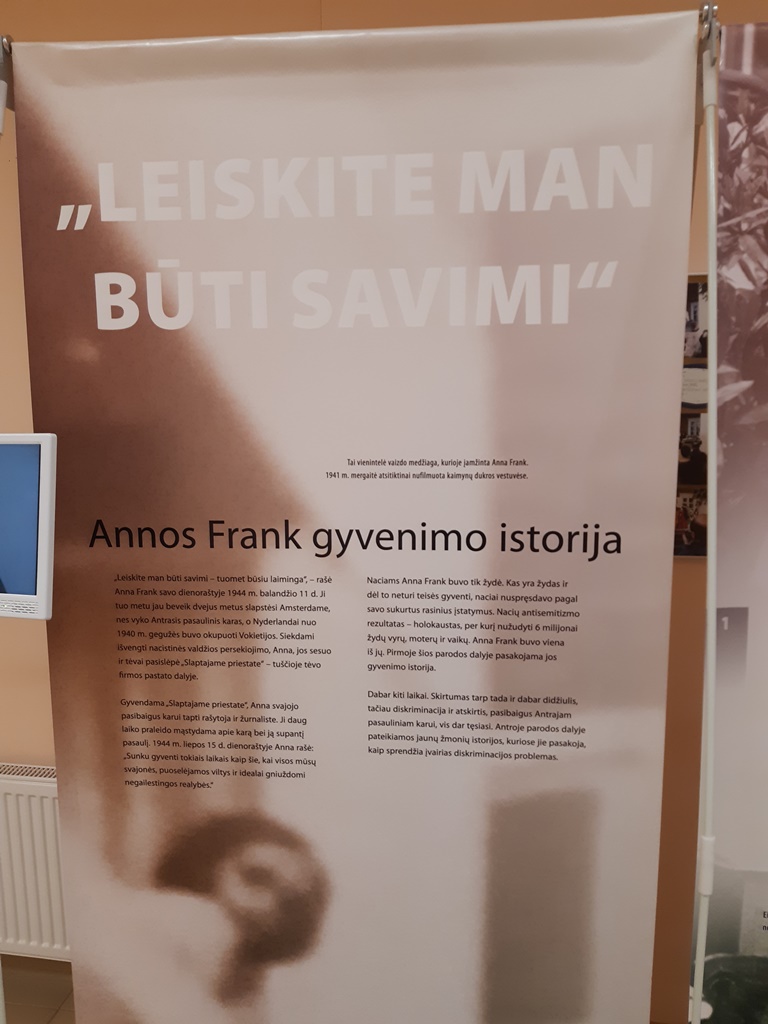 „LEISKITE MAN
BŪTI SAVIMI“
Tai vienintelė vaizdo medžiaga, kurioje įamžinta Anna Frank.
1941 m. mergaitė atsitiktinai nufilmuota kaimynų dukros vestuvėse.
Annos Frank gyvenimo istorija
„Leiskite man būti savimi – tuomet būsiu laiminga“, – rašė
Anna Frank savo dienoraštyje 1944 m. balandžio 11 d. Ji
tuo metu jau beveik dvejus metus slapstėsi Amsterdame,
nes vyko Antrasis pasaulinis karas, o Nyderlandai nuo
1940 m. gegužės buvo okupuoti Vokietijos. Siekdami
išvengti nacistinės valdžios persekiojimo, Anna, jos sesuo
ir tėvai pasislėpė „Slaptajame priestate“ – tuščioje tėvo
firmos pastato dalyje.
Gyvendama „Slaptajame priestate“, Anna svajojo
pasibaigus karui tapti rašytoja ir žurnaliste. Ji daug
laiko praleido mąstydama apie karą bei ją supantį
pasaulį. 1944 m. liepos 15 d. dienoraštyje Anna rašė:
„Sunku gyventi tokiais laikais kaip šie, kai visos mūsų
svajonės, puoselėjamos viltys ir idealai gniuždomi
negailestingos realybės.“
Naciams Anna Frank buvo tik žydė. Kas yra žydas ir
dėl to neturi teisės gyventi, naciai nuspręsdavo pagal
savo sukurtus rasinius įstatymus. Nacių antisemitizmo
rezultatas – holokaustas, per kurį nužudyti 6 milijonai
žydų vyrų, moterų ir vaikų. Anna Frank buvo viena
iš jų. Pirmoje šios parodos dalyje pasakojama jos
gyvenimo istorija.
Dabar kiti laikai. Skirtumas tarp tada ir dabar didžiulis,
tačiau diskriminacija ir atskirtis, pasibaigus Antrajam
pasauliniam karui, vis dar tęsiasi. Antroje parodos dalyje
pateikiamos jaunų žmonių istorijos, kuriose jie pasakoja,
kaip sprendžia įvairias diskriminacijos problemas.
1